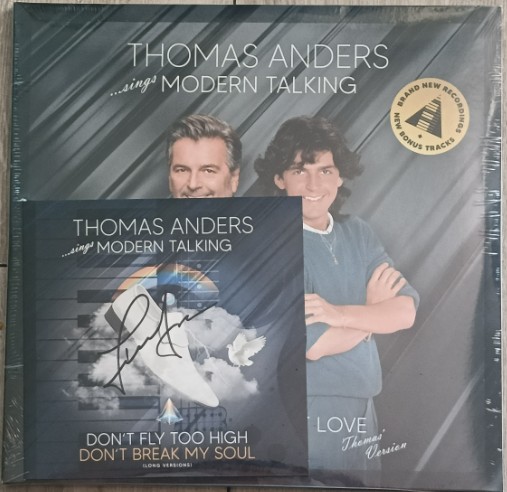 THOMAS ANDERS
...sings MODERN TALKING
BRAND NEW RECORDINGS
NEW BONUS TRACKS
THOMAS ANDERS
...sings MODERN TALKING
DON'T FLY TOO HIGH
DON'T BREAK MY SOUL
(LONG VERSIONS)
LOVE
Thomas' Version